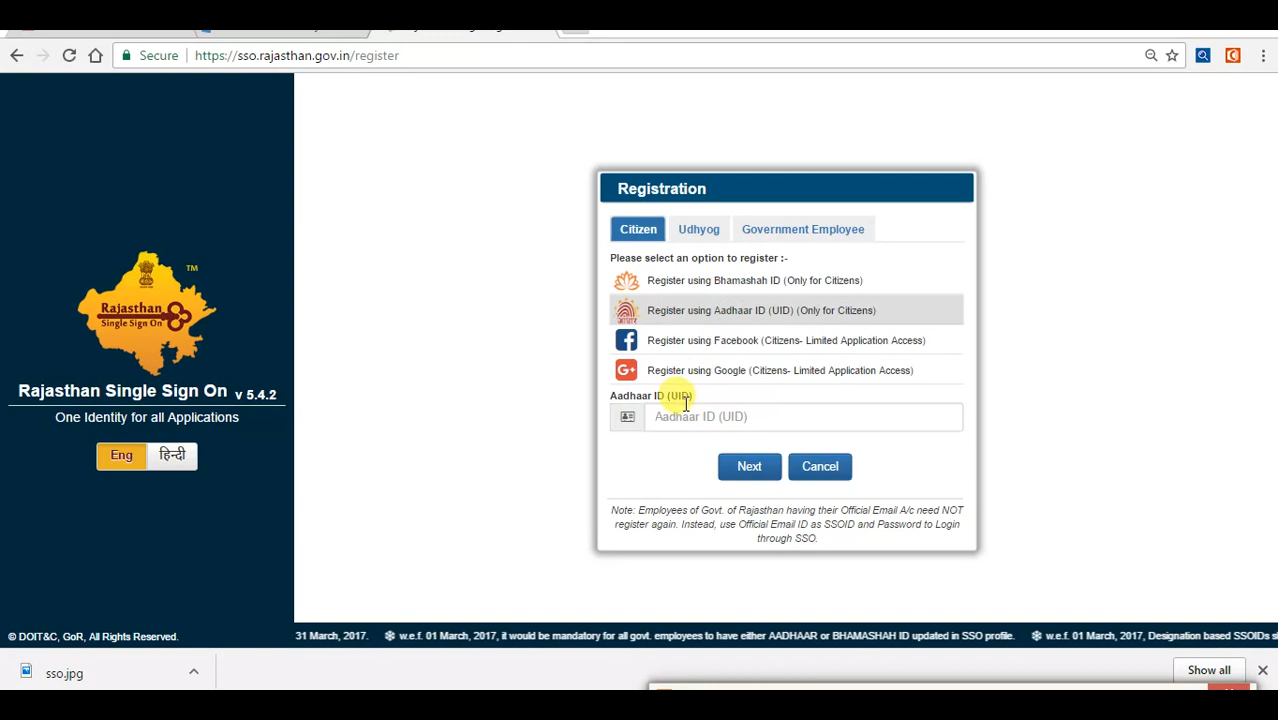 Secure
https://sso.rajasthan.gov.in/register
Registration
Citizen
Udhyog
Government Employee
Please select an option to register :-
Register using Bhamashah ID (Only for Citizens)
Register using Aadhaar ID (UID) (Only for Citizens)
Register using Facebook (Citizens- Limited Application Access)
Register using Google (Citizens- Limited Application Access)
Aadhaar ID (UID)
Aadhaar ID (UID)
Next
Cancel
Note: Employees of Govt. of Rajasthan having their Official Email A/c need NOT
register again. Instead, use Official Email ID as SSOID and Password to Login
through SSO.
TM
Rajasthan
Single Sign On
Rajasthan Single Sign On v 5.4.2
One Identity for all Applications
Eng
हिन्दी
© DOIT&C, GoR, All Rights Reserved.
31 March, 2017. ❄ w.e.f. 01 March, 2017, it would be mandatory for all govt. employees to have either AADHAAR or BHAMASHAH ID updated in SSO profile. ❄ w.e.f. 01 March, 2017, Designation based SSOIDs
sso.jpg
Show all